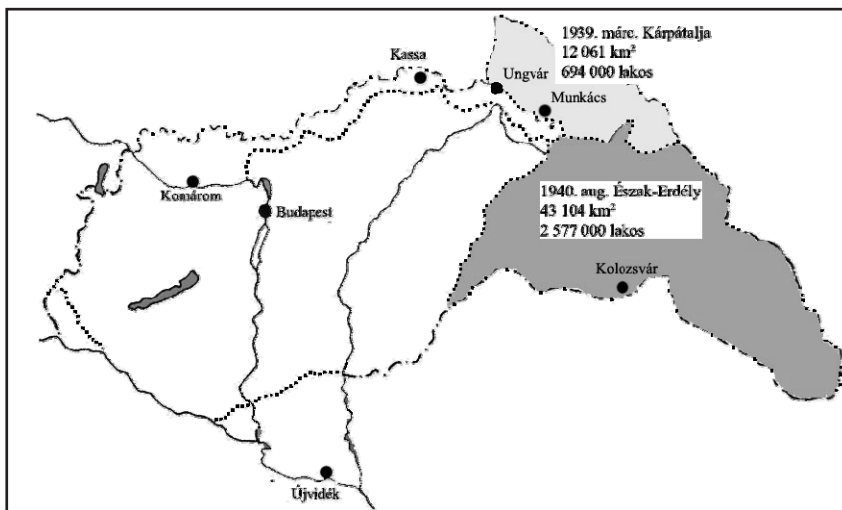 1939. márc. Kárpátalja
12 061 km²
694 000 lakos
Kassa
Ungvár
Munkács
1940. aug. Észak-Erdély
43 104 km²
2 577 000 lakos
Komárom
Budapest
Kolozsvár
Újvidék